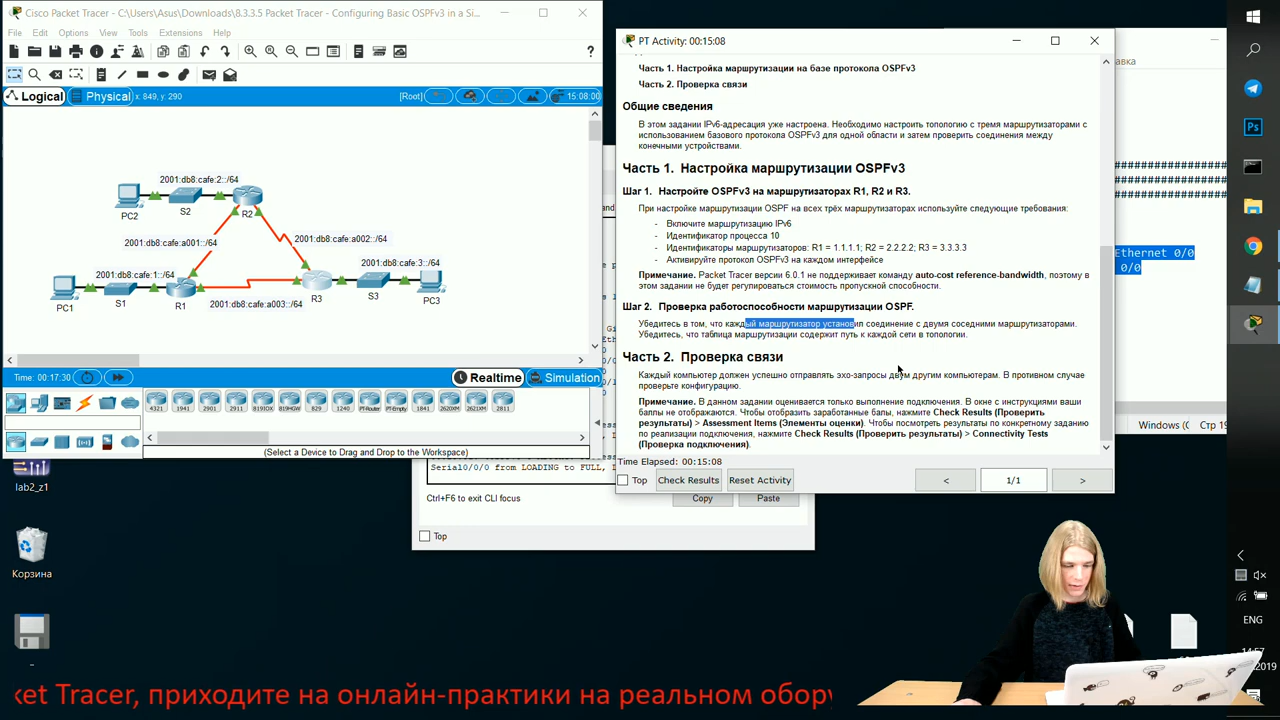 Cisco Packet Tracer - C:\Users\Asus\Downloads\8.3.3.5 Packet Tracer - Configuring Basic OSPFv3 in a Si...
File Edit Options View Tools Extensions Help
?
Logical Physical x: 849, y: 290 [Root] 15:08:00
2001:db8:cafe:2::/64
PC2 S2 R2
2001:db8:cafe:a001::/64
2001:db8:cafe:a002::/64
2001:db8:cafe:1::/64
2001:db8:cafe:3::/64
PC1 S1 R1 R3 S3 PC3
2001:db8:cafe:a003::/64
Time: 00:17:30 Realtime Simulation
4321 1941 2901 2911 819IOX 819HGW 829 1240 PT-Router PT-Empty 1841 2620XM 2621XM 2811
(Select a Device to Drag and Drop to the Workspace)
PT Activity: 00:15:08
Часть 1. Настройка маршрутизации на базе протокола OSPFv3
Часть 2. Проверка связи
Общие сведения
В этом задании IPv6-адресация уже настроена. Необходимо настроить топологию с тремя маршрутизаторами с
использованием базового протокола OSPFv3 для одной области и затем проверить соединения между
конечными устройствами.
Часть 1. Настройка маршрутизации OSPFv3
Шаг 1. Настройте OSPFv3 на маршрутизаторах R1, R2 и R3.
При настройке маршрутизации OSPF на всех трёх маршрутизаторах используйте следующие требования:
- Включите маршрутизацию IPv6
- Идентификатор процесса 10
- Идентификаторы маршрутизаторов: R1 = 1.1.1.1; R2 = 2.2.2.2; R3 = 3.3.3.3
- Активируйте протокол OSPFv3 на каждом интерфейсе
Примечание. Packet Tracer версии 6.0.1 не поддерживает команду auto-cost reference-bandwidth, поэтому в
этом задании не будет регулироваться стоимость пропускной способности.
Шаг 2. Проверка работоспособности маршрутизации OSPF.
Убедитесь в том, что каждый маршрутизатор установил соединение с двумя соседними маршрутизаторами.
Убедитесь, что таблица маршрутизации содержит путь к каждой сети в топологии.
Часть 2. Проверка связи
Каждый компьютер должен успешно отправлять эхо-запросы двум другим компьютерам. В противном случае
проверьте конфигурацию.
Примечание. В данном задании оценивается только выполнение подключения. В окне с инструкциями ваши
баллы не отображаются. Чтобы отобразить заработанные балы, нажмите Check Results (Проверить
результаты) > Assessment Items (Элементы оценки). Чтобы посмотреть результаты по конкретному заданию
по реализации подключения, нажмите Check Results (Проверить результаты) > Connectivity Tests
(Проверка подключения).
Time Elapsed: 00:15:08
Top Check Results Reset Activity < 1/1 >
авка
####################
####################
####################
Ethernet 0/0
0/0
Windows (C Стр 19
Serial0/0/0 from LOADING to FULL,
Ctrl+F6 to exit CLI focus Copy Paste
Top
lab2_z1
Корзина
Ps
ENG
ket Tracer, приходите на онлайн-практики на реальном обор